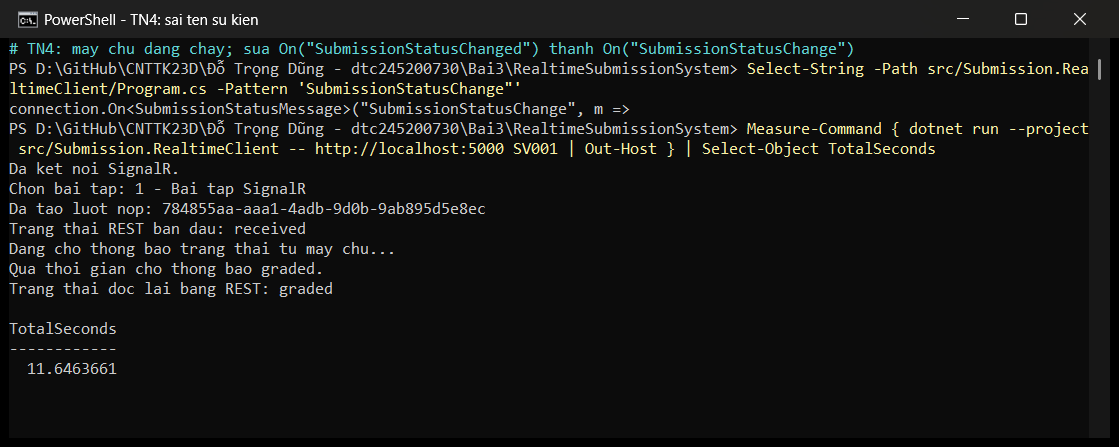 PowerShell - TN4: sai ten su kien
# TN4: may chu dang chay; sua On("SubmissionStatusChanged") thanh On("SubmissionStatusChange")
PS D:\GitHub\CNTTK23D\Đỗ Trọng Dũng - dtc245200730\Bai3\RealtimeSubmissionSystem> Select-String -Path src/Submission.Rea
ltimeClient/Program.cs -Pattern 'SubmissionStatusChange"'
connection.On<SubmissionStatusMessage>("SubmissionStatusChange", m =>
PS D:\GitHub\CNTTK23D\Đỗ Trọng Dũng - dtc245200730\Bai3\RealtimeSubmissionSystem> Measure-Command { dotnet run --project
 src/Submission.RealtimeClient -- http://localhost:5000 SV001 | Out-Host } | Select-Object TotalSeconds
Da ket noi SignalR.
Chon bai tap: 1 - Bai tap SignalR
Da tao luot nop: 784855aa-aaa1-4adb-9d0b-9ab895d5e8ec
Trang thai REST ban dau: received
Dang cho thong bao trang thai tu may chu...
Qua thoi gian cho thong bao graded.
Trang thai doc lai bang REST: graded
TotalSeconds
------------
11.6463661